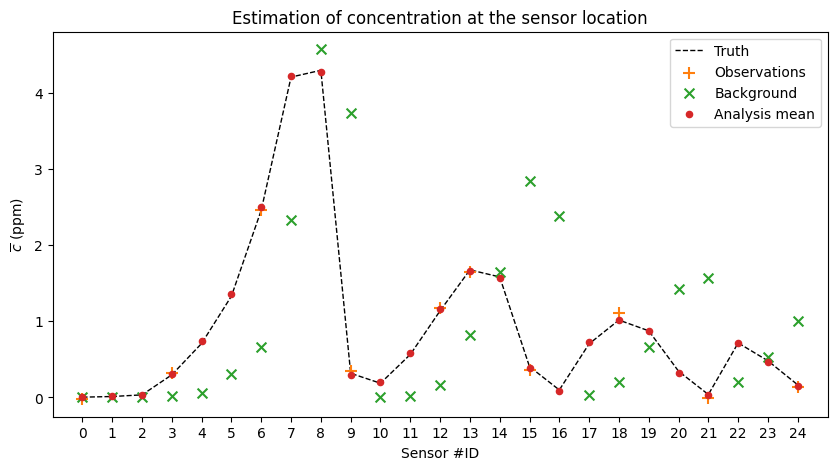 Estimation of concentration at the sensor location
Truth
Observations
Background
Analysis mean
4
3
2
1
0
c̅ (ppm)
0 1 2 3 4 5 6 7 8 9 10 11 12 13 14 15 16 17 18 19 20 21 22 23 24
Sensor #ID